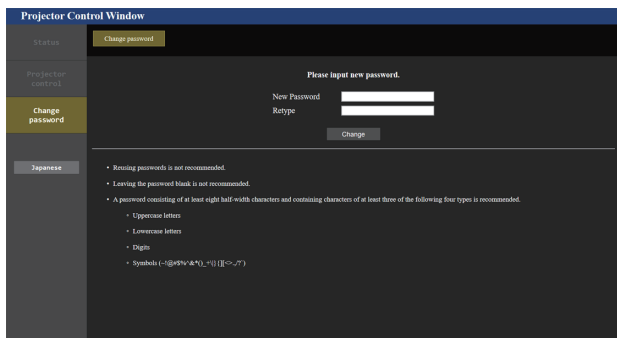 Projector Control Window
Status
Change password
Projector
control
Please input new password.
Change
password
New Password
Retype
Change
Japanese
• Reusing passwords is not recommended.
• Leaving the password blank is not recommended.
• A password consisting of at least eight half-width characters and containing characters of at least three of the following four types is recommended.
• Uppercase letters
• Lowercase letters
• Digits
• Symbols